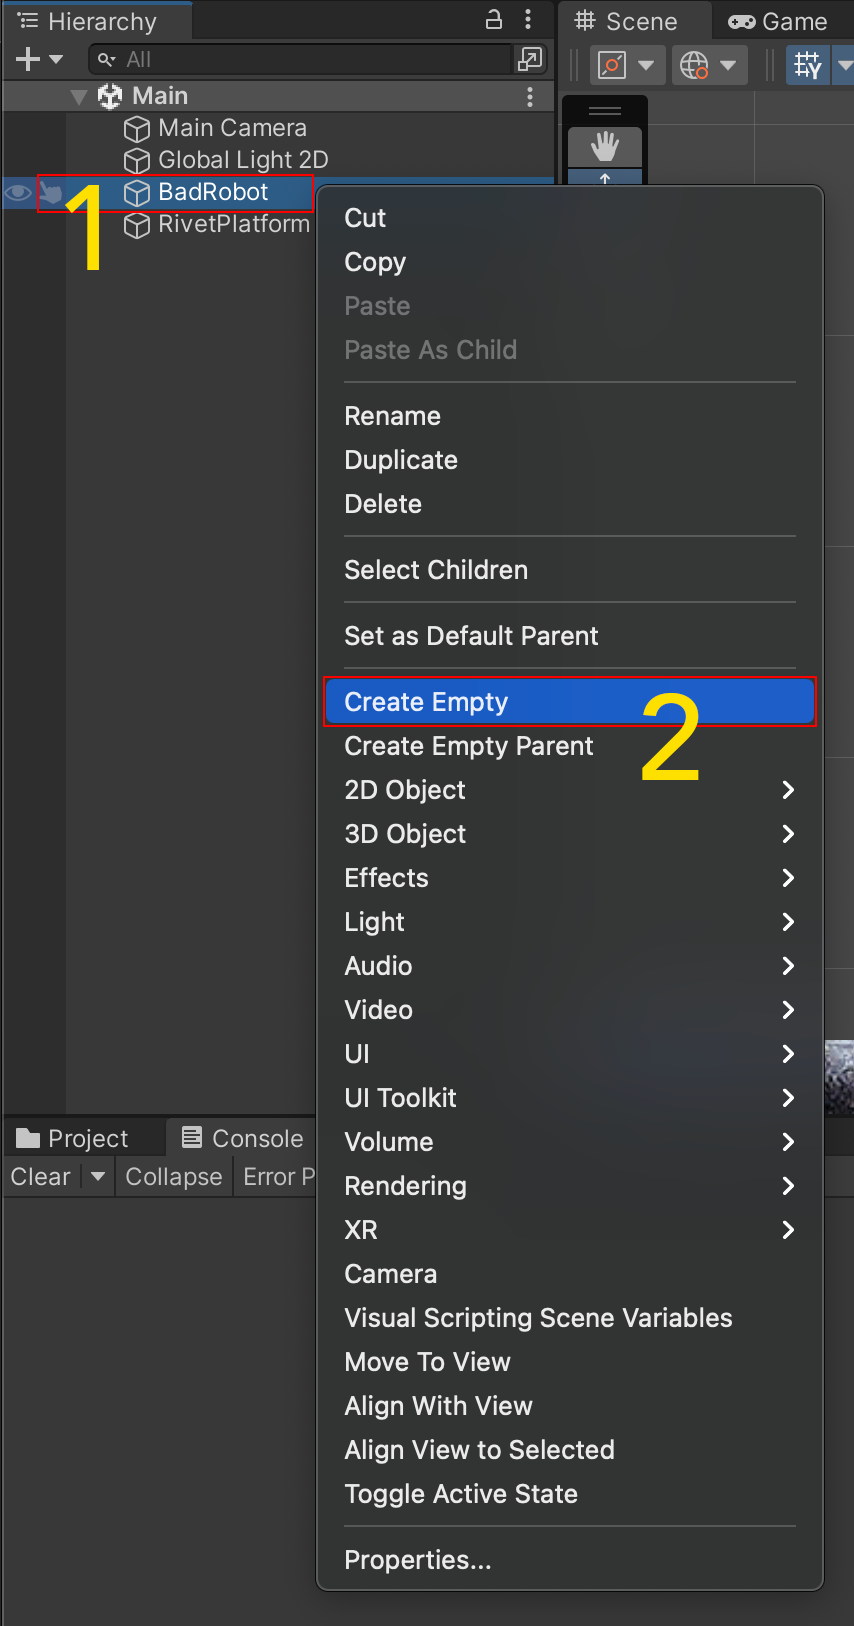 Hierarchy
Scene
Game
All
Main
Main Camera
Global Light 2D
BadRobot
1
RivetPlatform
Cut
Copy
Paste
Paste As Child
Rename
Duplicate
Delete
Select Children
Set as Default Parent
Create Empty
2
Create Empty Parent
2D Object
3D Object
Effects
Light
Audio
Video
UI
UI Toolkit
Volume
Rendering
XR
Camera
Visual Scripting Scene Variables
Move To View
Align With View
Align View to Selected
Toggle Active State
Properties...
Project
Console
Clear
Collapse
Error P